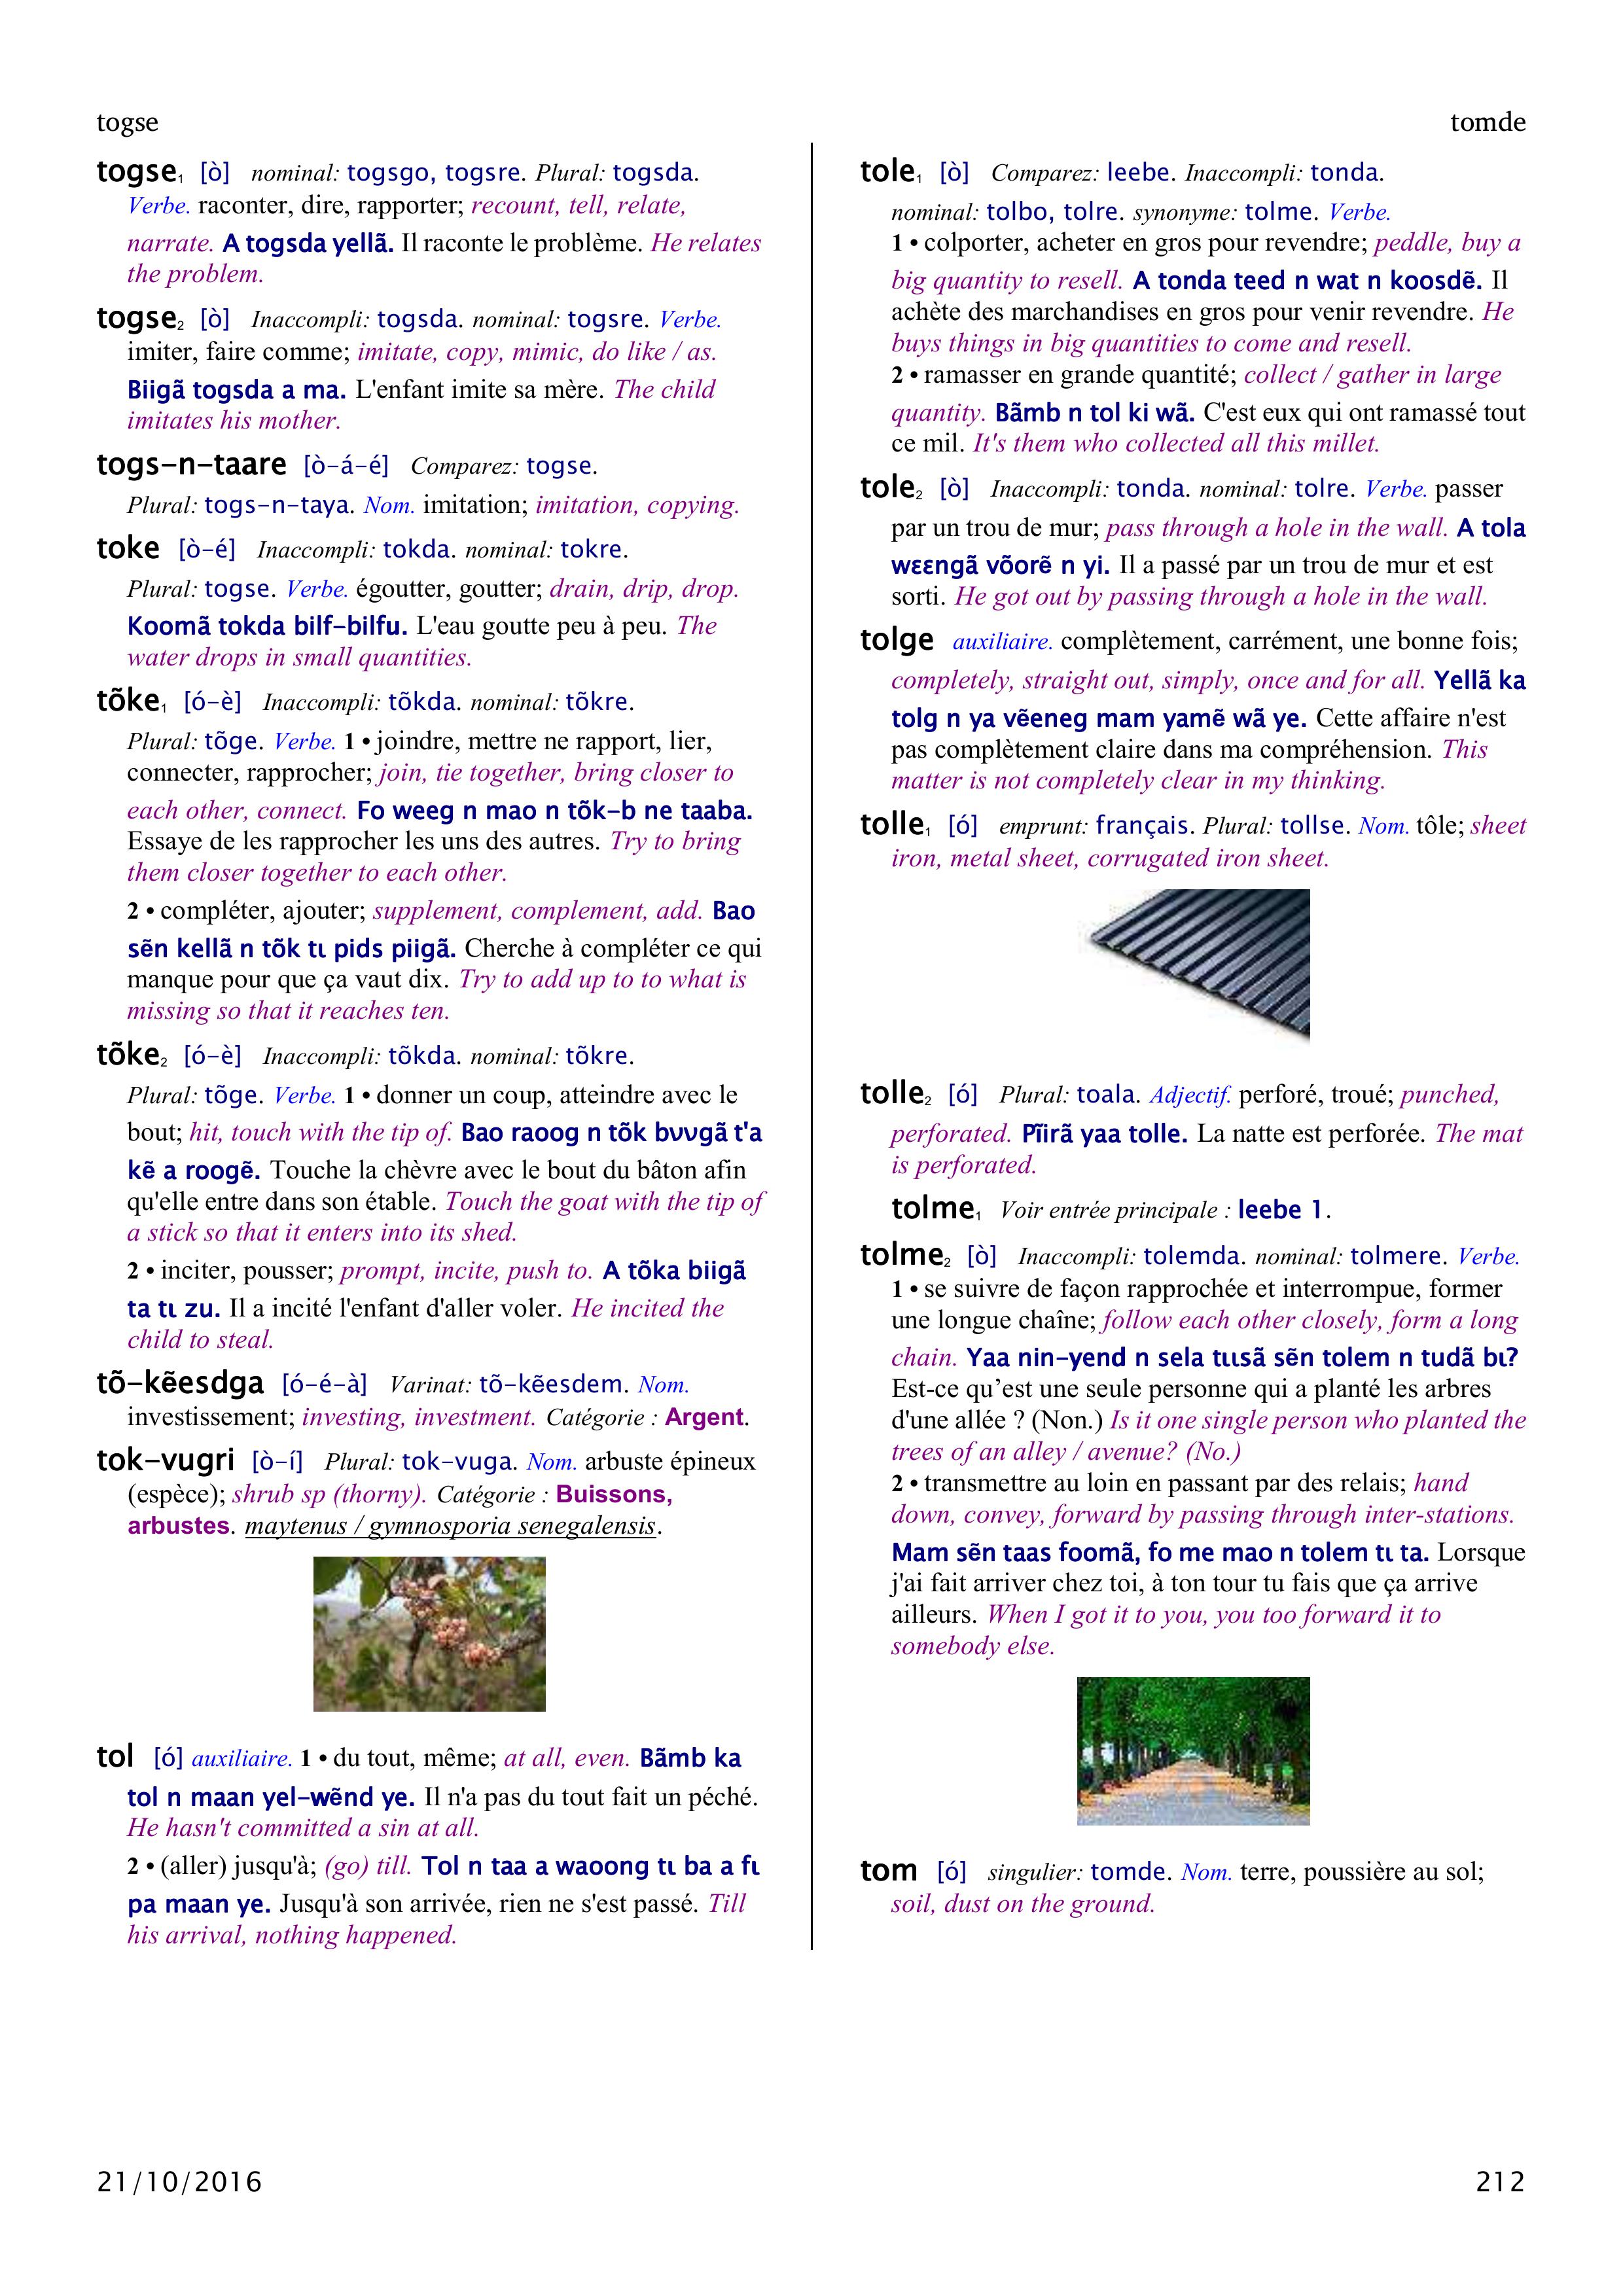 togse
tomde
togse₁ [ò] nominal: togsgo, togsre. Plural: togsda.
Verbe. raconter, dire, rapporter; recount, tell, relate,
narrate. A togsda yellã. Il raconte le problème. He relates
the problem.
togse₂ [ò] Inaccompli: togsda. nominal: togsre. Verbe.
imiter, faire comme; imitate, copy, mimic, do like / as.
Biigã togsda a ma. L'enfant imite sa mère. The child
imitates his mother.
togs-n-taare [ò-á-é] Comparez: togse.
Plural: togs-n-taya. Nom. imitation; imitation, copying.
toke [ò-é] Inaccompli: tokda. nominal: tokre.
Plural: togse. Verbe. égoutter, goutter; drain, drip, drop.
Koomã tokda bilf-bilfu. L'eau goutte peu à peu. The
water drops in small quantities.
tõke₁ [ó-è] Inaccompli: tõkda. nominal: tõkre.
Plural: tõge. Verbe. 1 • joindre, mettre ne rapport, lier,
connecter, rapprocher; join, tie together, bring closer to
each other, connect. Fo weeg n mao n tõk-b ne taaba.
Essaye de les rapprocher les uns des autres. Try to bring
them closer together to each other.
2 • compléter, ajouter; supplement, complement, add. Bao
sẽn kellã n tõk tɩ pids piigã. Cherche à compléter ce qui
manque pour que ça vaut dix. Try to add up to to what is
missing so that it reaches ten.
tõke₂ [ó-è] Inaccompli: tõkda. nominal: tõkre.
Plural: tõge. Verbe. 1 • donner un coup, atteindre avec le
bout; hit, touch with the tip of. Bao raoog n tõk bʋʋgã t'a
kẽ a roogẽ. Touche la chèvre avec le bout du bâton afin
qu'elle entre dans son étable. Touch the goat with the tip of
a stick so that it enters into its shed.
2 • inciter, pousser; prompt, incite, push to. A tõka biigã
ta tɩ zu. Il a incité l'enfant d'aller voler. He incited the
child to steal.
tõ-kẽesdga [ó-é-à] Varinat: tõ-kẽesdem. Nom.
investissement; investing, investment. Catégorie : Argent.
tok-vugri [ò-í] Plural: tok-vuga. Nom. arbuste épineux
(espèce); shrub sp (thorny). Catégorie : Buissons,
arbustes. maytenus / gymnosporia senegalensis.
tol [ó] auxiliaire. 1 • du tout, même; at all, even. Bãmb ka
tol n maan yel-wẽnd ye. Il n'a pas du tout fait un péché.
He hasn't committed a sin at all.
2 • (aller) jusqu'à; (go) till. Tol n taa a waoong tɩ ba a fɩ
pa maan ye. Jusqu'à son arrivée, rien ne s'est passé. Till
his arrival, nothing happened.
tole₁ [ò] Comparez: leebe. Inaccompli: tonda.
nominal: tolbo, tolre. synonyme: tolme. Verbe.
1 • colporter, acheter en gros pour revendre; peddle, buy a
big quantity to resell. A tonda teed n wat n koosdẽ. Il
achète des marchandises en gros pour venir revendre. He
buys things in big quantities to come and resell.
2 • ramasser en grande quantité; collect / gather in large
quantity. Bãmb n tol ki wã. C'est eux qui ont ramassé tout
ce mil. It's them who collected all this millet.
tole₂ [ò] Inaccompli: tonda. nominal: tolre. Verbe. passer
par un trou de mur; pass through a hole in the wall. A tola
wɛɛngã võorẽ n yi. Il a passé par un trou de mur et est
sorti. He got out by passing through a hole in the wall.
tolge auxiliaire. complètement, carrément, une bonne fois;
completely, straight out, simply, once and for all. Yellã ka
tolg n ya vẽeneg mam yamẽ wã ye. Cette affaire n'est
pas complètement claire dans ma compréhension. This
matter is not completely clear in my thinking.
tolle₁ [ó] emprunt: français. Plural: tollse. Nom. tôle; sheet
iron, metal sheet, corrugated iron sheet.
tolle₂ [ó] Plural: toala. Adjectif. perforé, troué; punched,
perforated. Pĩirã yaa tolle. La natte est perforée. The mat
is perforated.
tolme₁ Voir entrée principale : leebe 1.
tolme₂ [ò] Inaccompli: tolemda. nominal: tolmere. Verbe.
1 • se suivre de façon rapprochée et interrompue, former
une longue chaîne; follow each other closely, form a long
chain. Yaa nin-yend n sela tɩɩsã sẽn tolem n tudã bɩ?
Est-ce qu'est une seule personne qui a planté les arbres
d'une allée ? (Non.) Is it one single person who planted the
trees of an alley / avenue? (No.)
2 • transmettre au loin en passant par des relais; hand
down, convey, forward by passing through inter-stations.
Mam sẽn taas foomã, fo me mao n tolem tɩ ta. Lorsque
j'ai fait arriver chez toi, à ton tour tu fais que ça arrive
ailleurs. When I got it to you, you too forward it to
somebody else.
tom [ó] singulier: tomde. Nom. terre, poussière au sol;
soil, dust on the ground.
21/10/2016
212